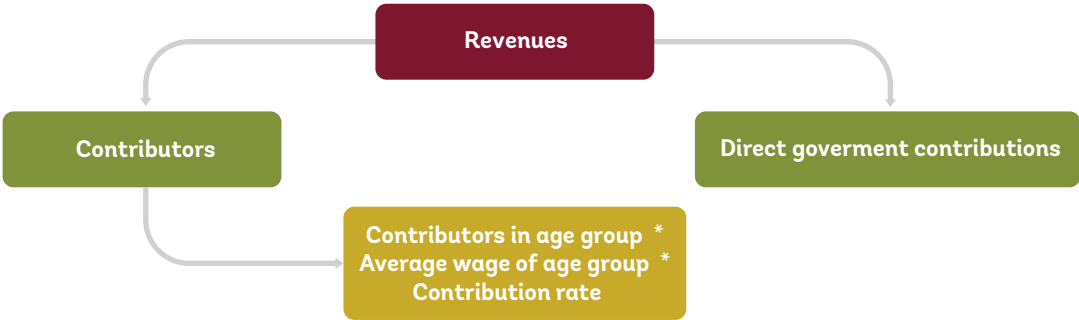 Revenues
Contributors
Direct goverment contributions
Contributors in age group *
Average wage of age group *
Contribution rate